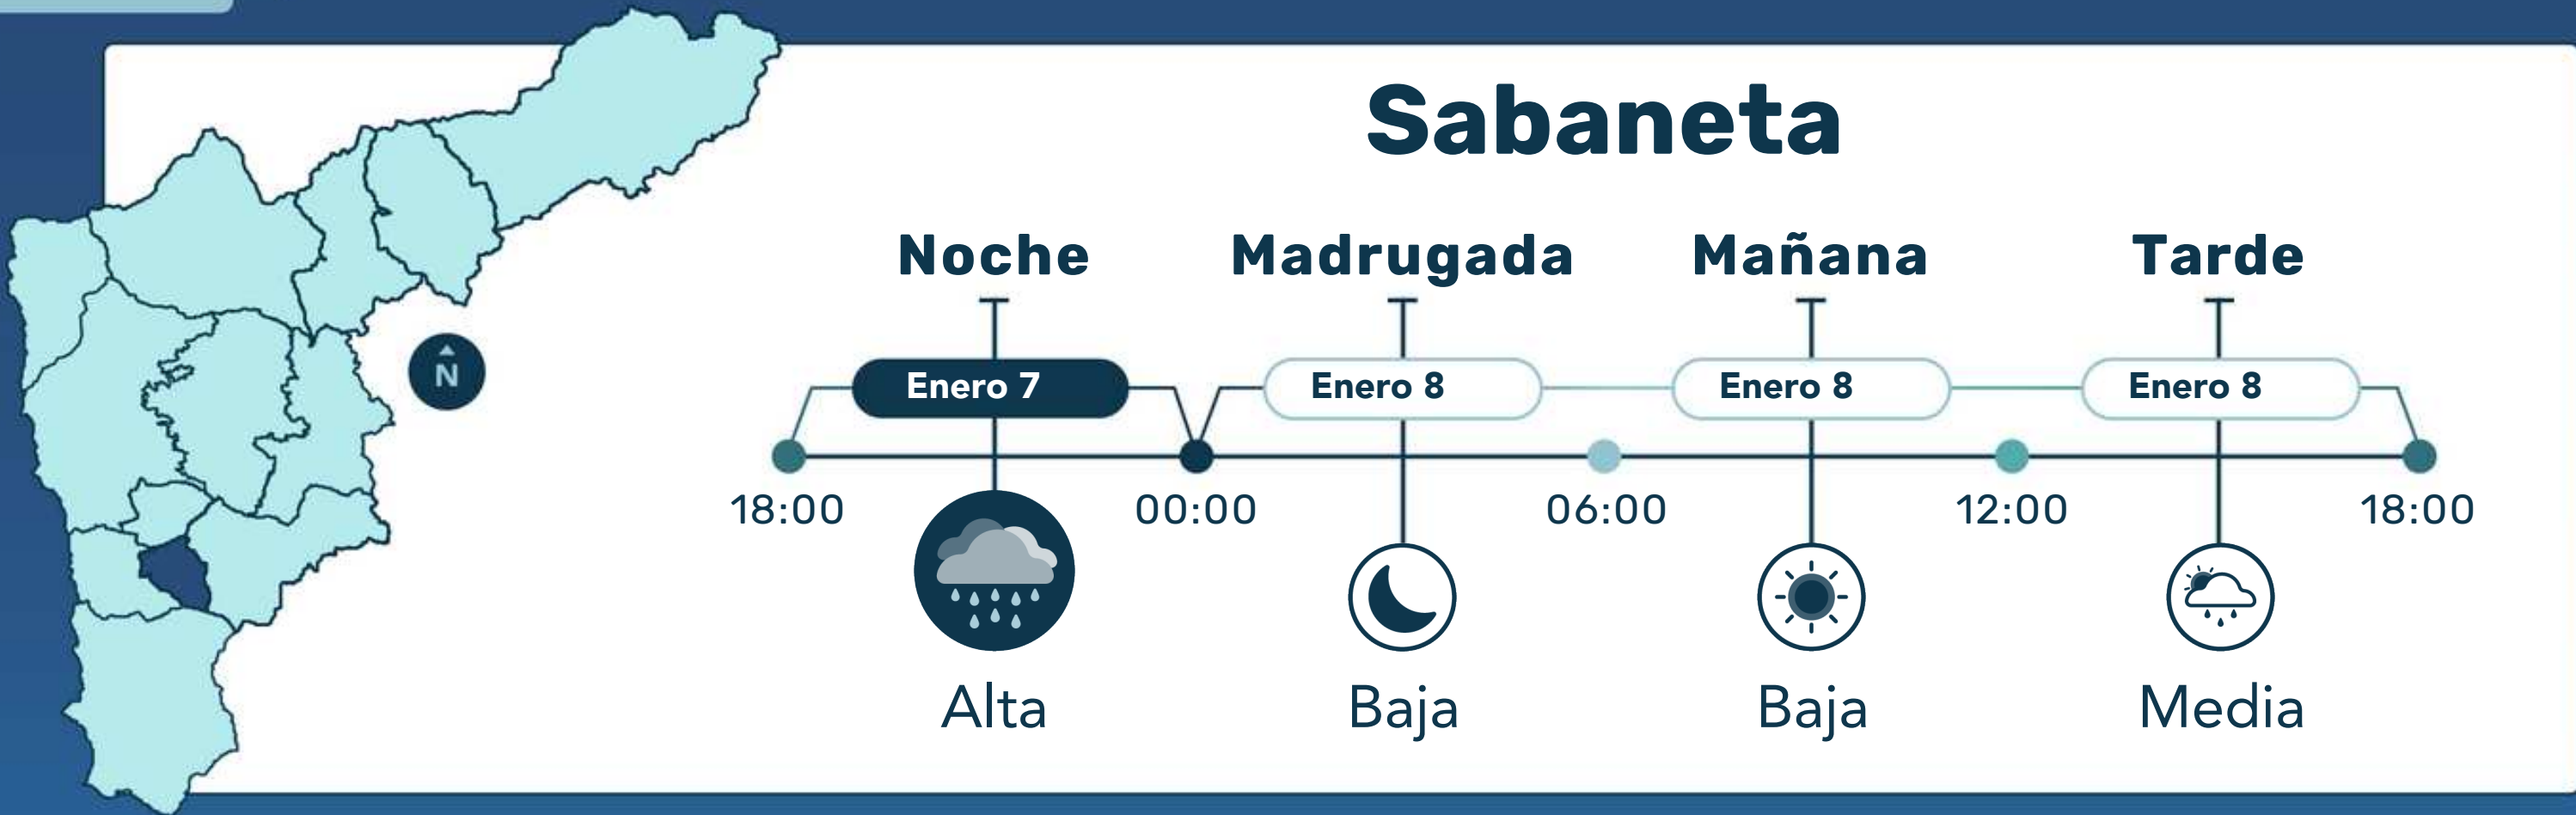 Sabaneta
Noche Madrugada Mañana Tarde
Enero 7 Enero 8 Enero 8 Enero 8
N
18:00 00:00 06:00 12:00 18:00
Alta Baja Baja Media